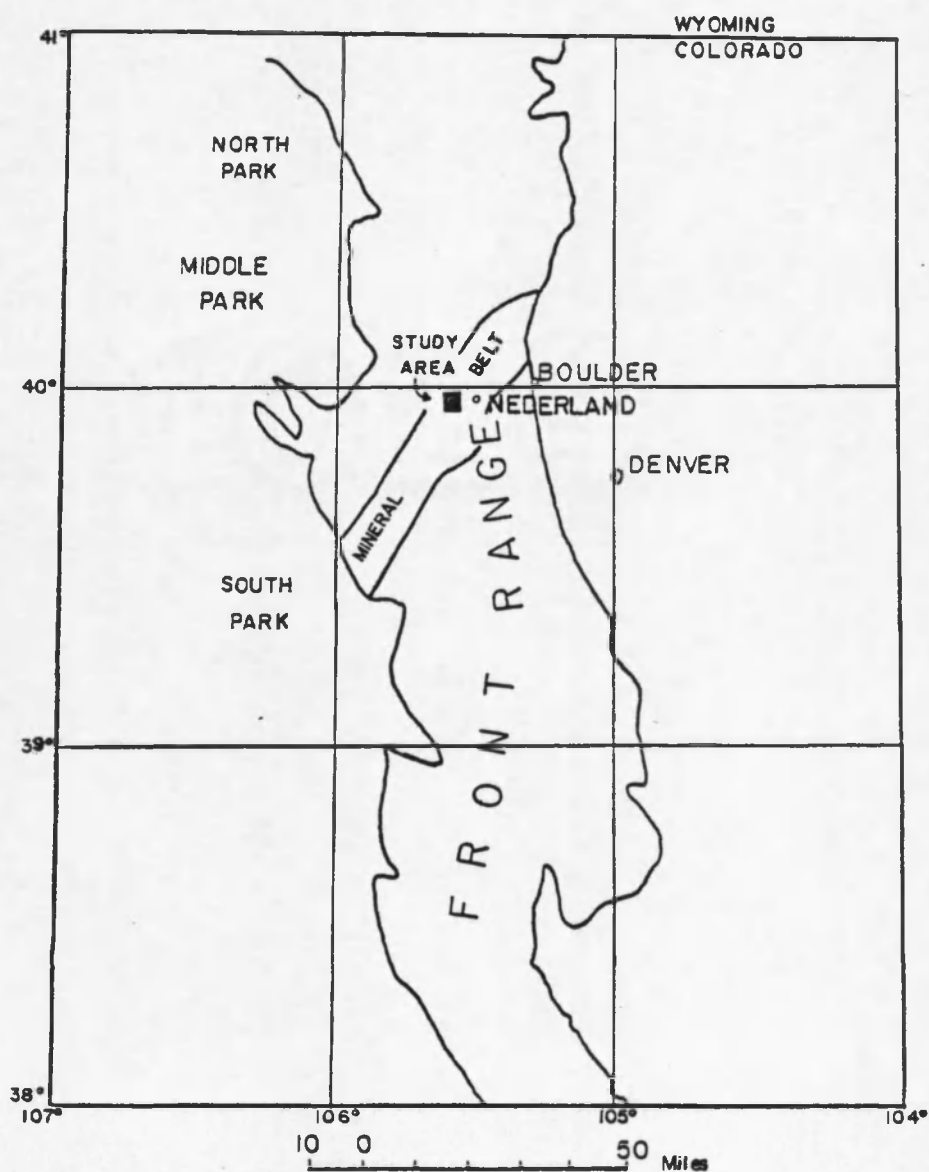 WYOMING
41°
COLORADO
NORTH
PARK
MIDDLE
PARK
STUDY
AREA
BELT
BOULDER
40°
°NEDERLAND
DENVER
MINERAL
SOUTH
PARK
FRONT RANGE
39°
38°
107°
106°
105°
104°
10 0 50 Miles